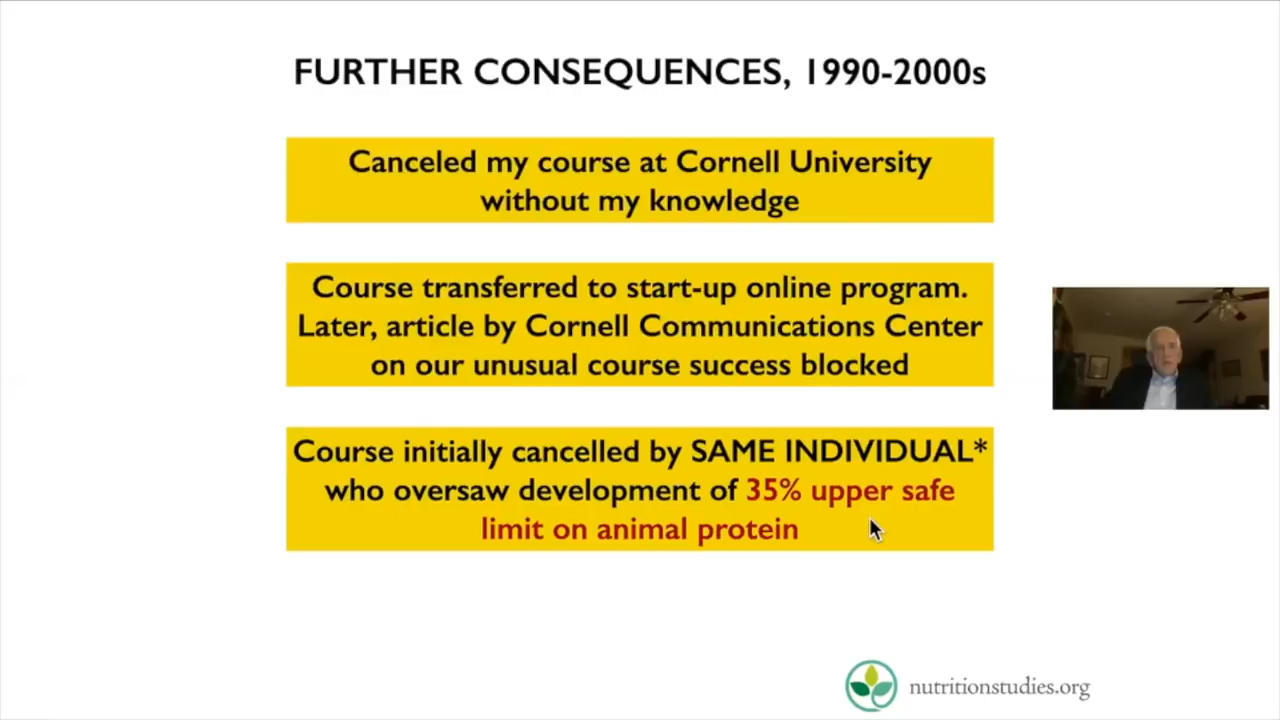 FURTHER CONSEQUENCES, 1990-2000s
Canceled my course at Cornell University
without my knowledge
Course transferred to start-up online program.
Later, article by Cornell Communications Center
on our unusual course success blocked
Course initially cancelled by SAME INDIVIDUAL*
who oversaw development of 35% upper safe
limit on animal protein
nutritionstudies.org